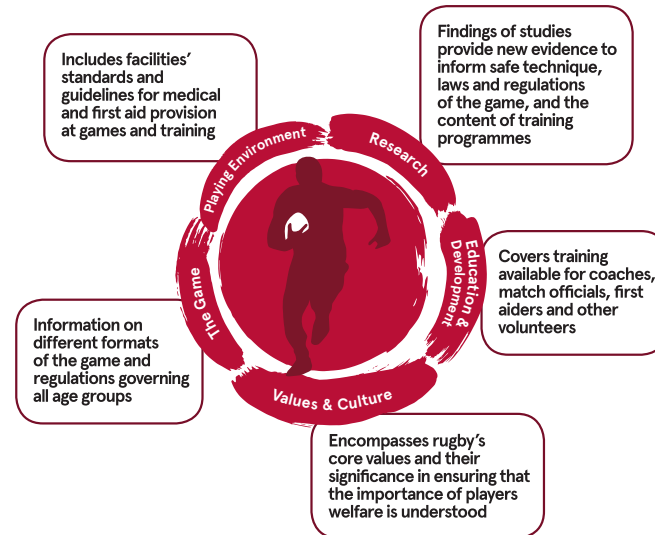 Includes facilities’
standards and
guidelines for medical
and first aid provision
at games and training
Findings of studies
provide new evidence to
inform safe technique,
laws and regulations
of the game, and the
content of training
programmes
Playing Environment
Research
Education &
Development
Covers training
available for coaches,
match officials, first
aiders and other
volunteers
The Game
Information on
different formats
of the game and
regulations governing
all age groups
Values & Culture
Encompasses rugby’s
core values and their
significance in ensuring that
the importance of players
welfare is understood